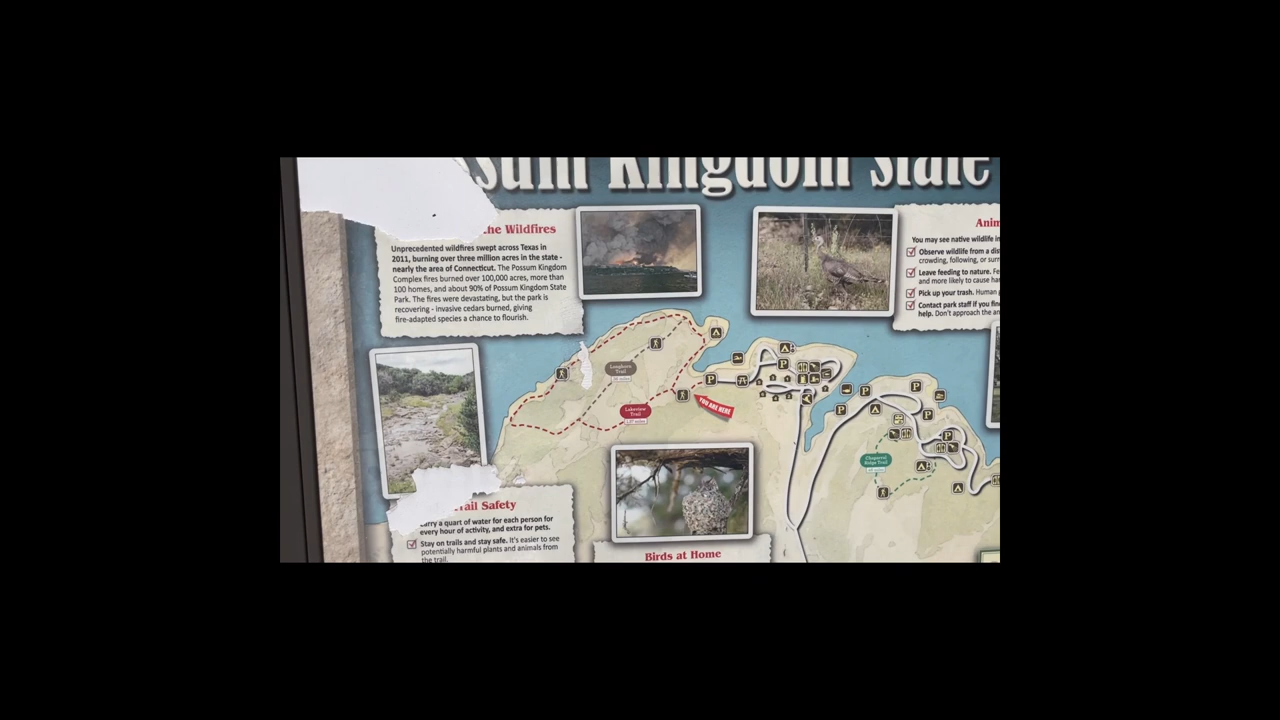 sum Kingdom State
the Wildfires
Unprecedented wildfires swept across Texas in
2011, burning over three million acres in the state -
nearly the area of Connecticut. The Possum Kingdom
Complex fires burned over 100,000 acres, more than
100 homes, and about 90% of Possum Kingdom State
Park. The fires were devastating, but the park is
recovering - invasive cedars burned, giving
fire-adapted species a chance to flourish.
Anim
You may see native wildlife in
Observe wildlife from a dis
crowding, following, or surr
Leave feeding to nature. Fe
and more likely to cause ha
Pick up your trash. Human
Contact park staff if you fin
help. Don't approach the an
Longhorn
Trail
Lakeview
Trail
YOU ARE HERE
P
P
P
P
P
P
P
Chaparral
Ridge Trail
Trail Safety
Carry a quart of water for each person for
every hour of activity, and extra for pets.
Stay on trails and stay safe. It's easier to see
potentially harmful plants and animals from
the trail.
Birds at Home